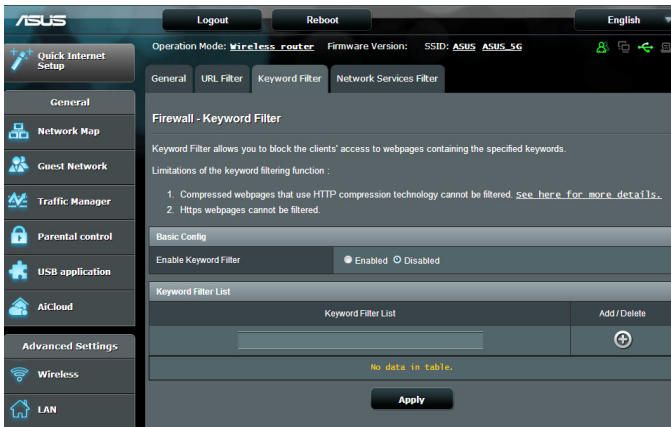 ASUS
Logout
Reboot
English
Operation Mode: Wireless router Firmware Version: SSID: ASUS ASUS_5G
Quick Internet Setup
General
Network Map
Guest Network
Traffic Manager
Parental control
USB application
AiCloud
Advanced Settings
Wireless
LAN
General
URL Filter
Keyword Filter
Network Services Filter
Firewall - Keyword Filter
Keyword Filter allows you to block the clients' access to webpages containing the specified keywords.
Limitations of the keyword filtering function :
1. Compressed webpages that use HTTP compression technology cannot be filtered. See here for more details.
2. Https webpages cannot be filtered.
Basic Config
Enable Keyword Filter
Enabled Disabled
Keyword Filter List
Keyword Filter List
Add / Delete
No data in table.
Apply